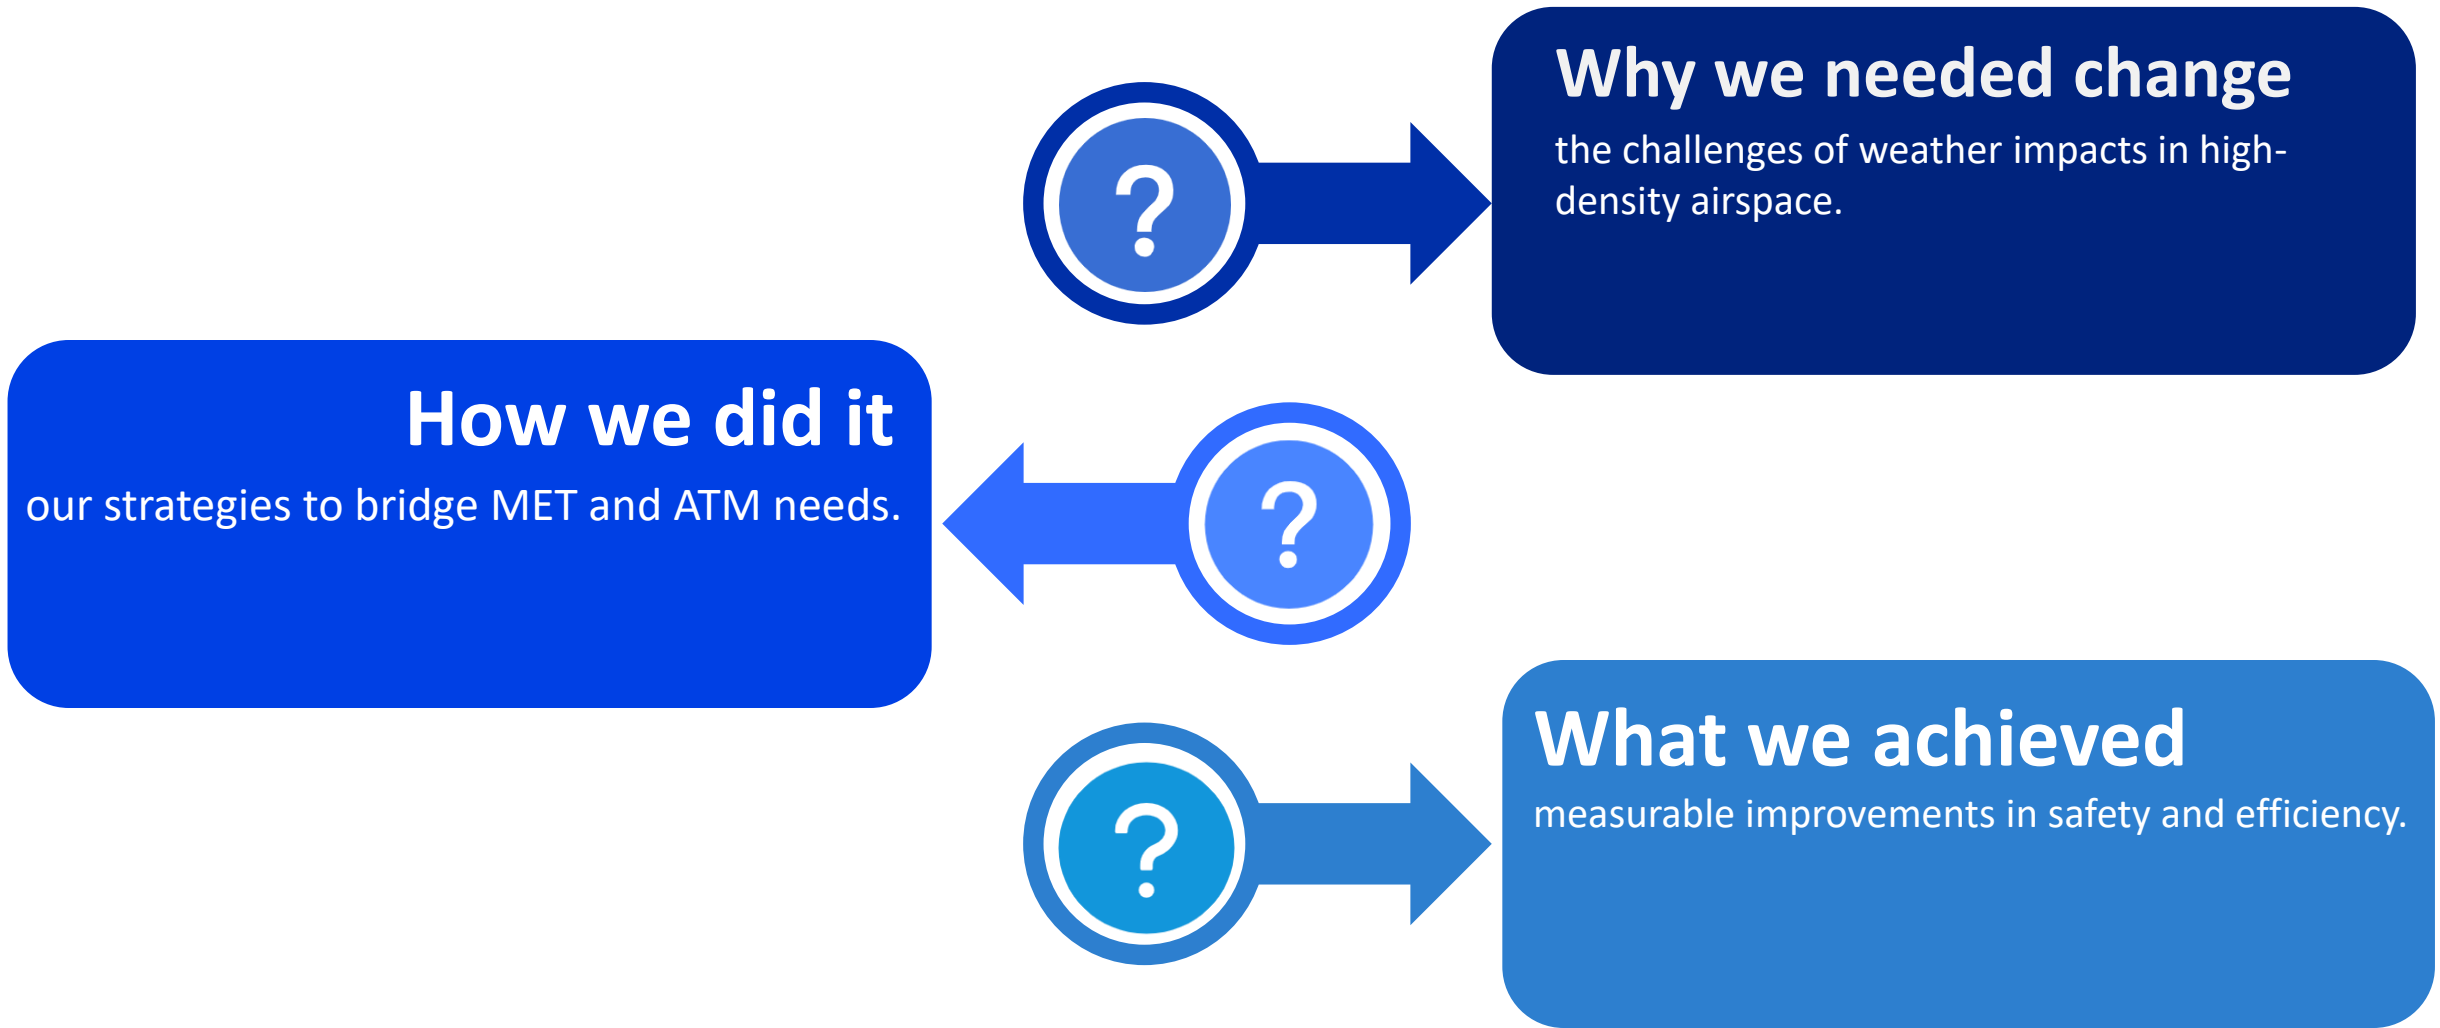 Why we needed change
the challenges of weather impacts in high-
density airspace.
How we did it
our strategies to bridge MET and ATM needs.
What we achieved
measurable improvements in safety and efficiency.